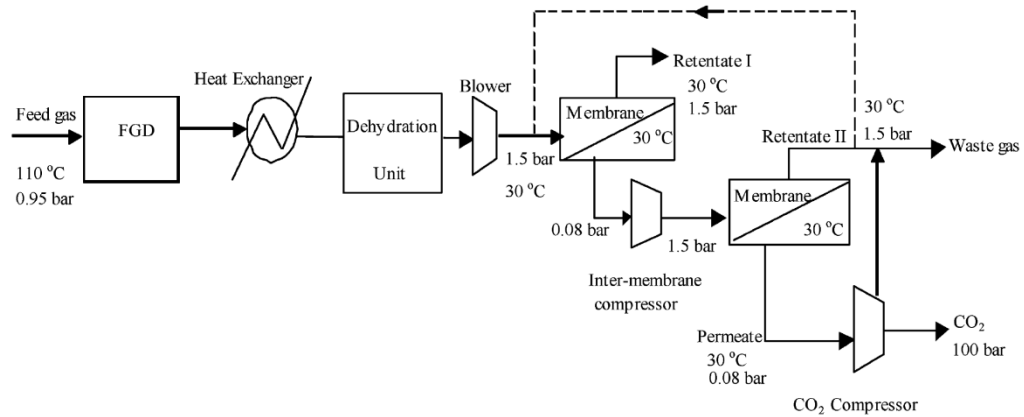 Feed gas
110 °C
0.95 bar
FGD
Heat Exchanger
Dehydration
Unit
Blower
1.5 bar
30 °C
Membrane
30 °C
Retentate I
30 °C
1.5 bar
0.08 bar
1.5 bar
Inter-membrane
compressor
Membrane
30 °C
Retentate II
30 °C
1.5 bar
Waste gas
Permeate
30 °C
0.08 bar
CO2
100 bar
CO2 Compressor